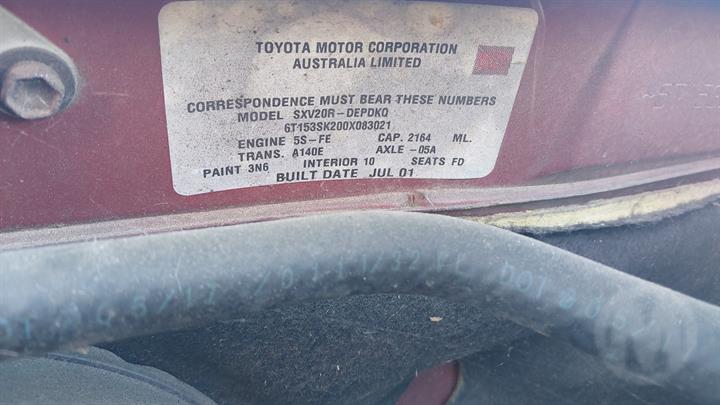 TOYOTA MOTOR CORPORATION
AUSTRALIA LIMITED
CORRESPONDENCE MUST BEAR THESE NUMBERS
MODEL SXV20R-DEPDKQ
6T153SK200X083021
ENGINE 5S-FE CAP. 2164 ML.
TRANS. A140E AXLE -05A
PAINT 3N6 INTERIOR 10 SEATS FD
BUILT DATE JUL 01